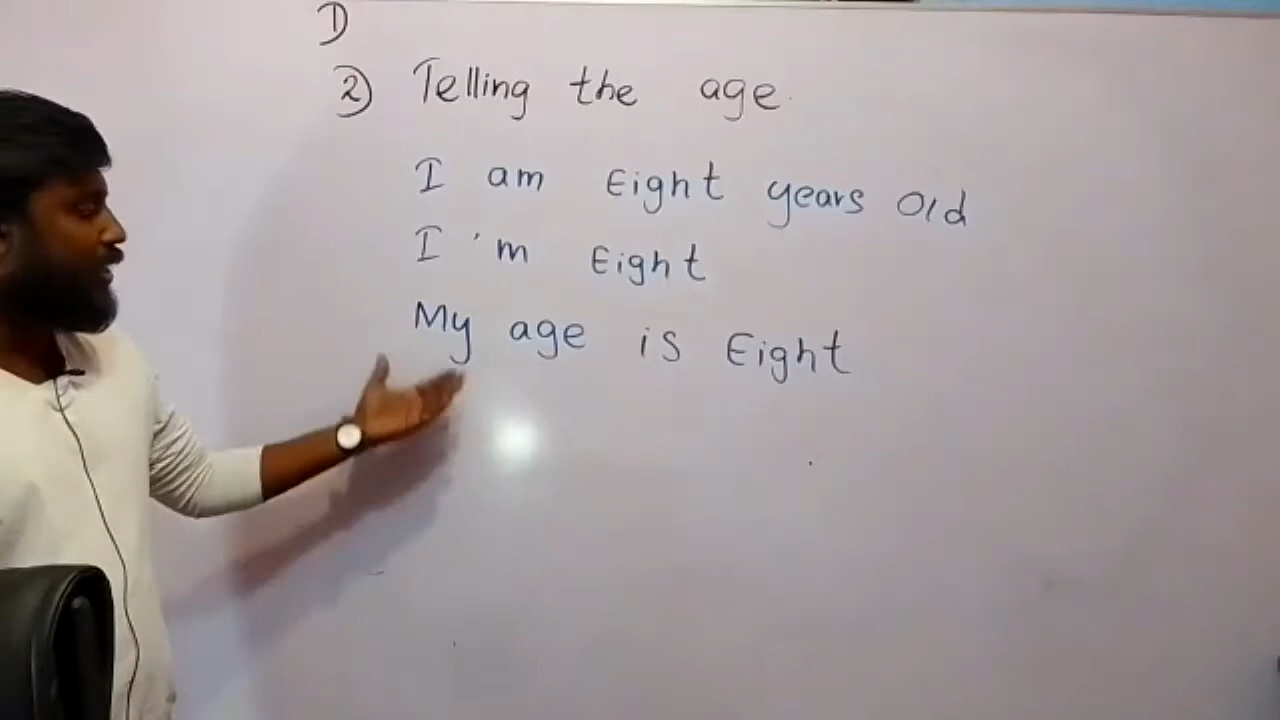 1)
2) Telling the age.
I am Eight years old
I'm Eight
My age is Eight